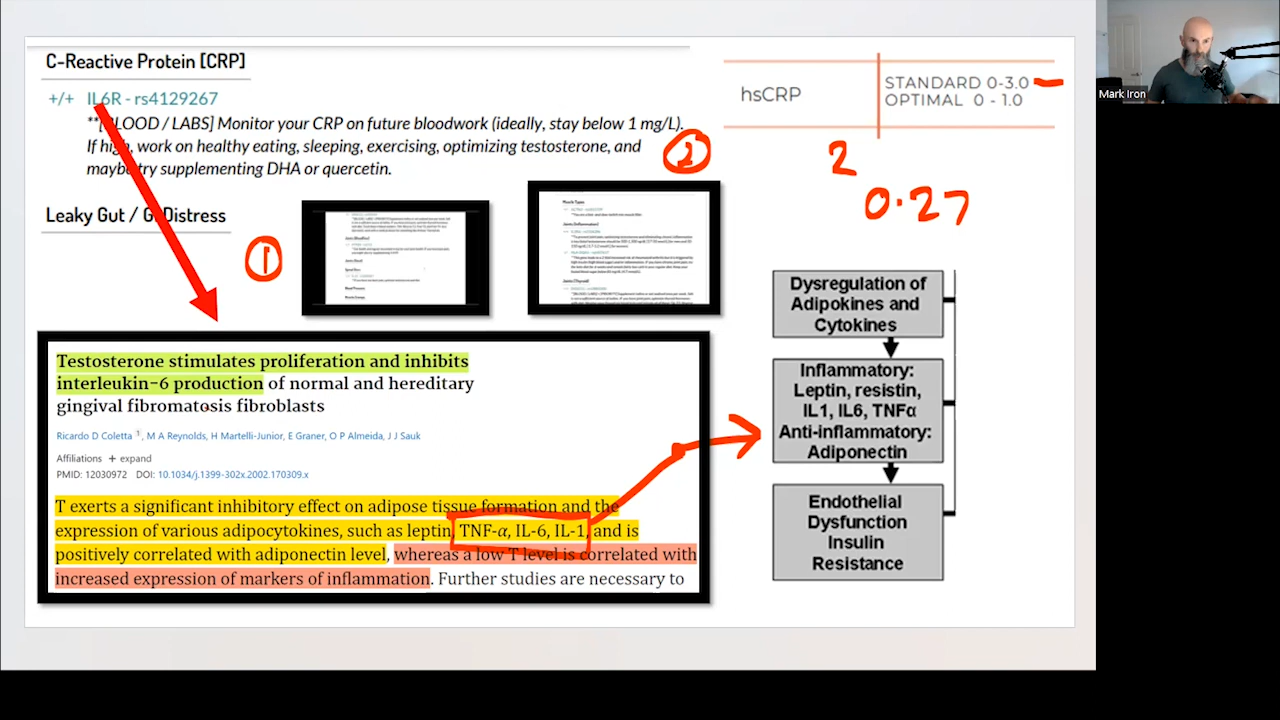 C-Reactive Protein [CRP]
+/+ IL6R - rs4129267
**[BLOOD / LABS] Monitor your CRP on future bloodwork (ideally, stay below 1 mg/L).
If high, work on healthy eating, sleeping, exercising, optimizing testosterone, and
maybe try supplementing DHA or quercetin.
Leaky Gut / GI Distress
1
2
hsCRP
STANDARD 0-3.0
OPTIMAL 0 - 1.0
2
0.27
Mark Iron
Testosterone stimulates proliferation and inhibits
interleukin-6 production of normal and hereditary
gingival fibromatosis fibroblasts
Ricardo D Coletta 1, M A Reynolds, H Martelli-Junior, E Graner, O P Almeida, J J Sauk
Affiliations + expand
PMID: 12030972 DOI: 10.1034/j.1399-302x.2002.170309.x
T exerts a significant inhibitory effect on adipose tissue formation and the
expression of various adipocytokines, such as leptin, TNF-α, IL-6, IL-1, and is
positively correlated with adiponectin level, whereas a low T level is correlated with
increased expression of markers of inflammation. Further studies are necessary to
Dysregulation of
Adipokines and
Cytokines
Inflammatory:
Leptin, resistin,
IL1, IL6, TNFα
Anti-inflammatory:
Adiponectin
Endothelial
Dysfunction
Insulin
Resistance